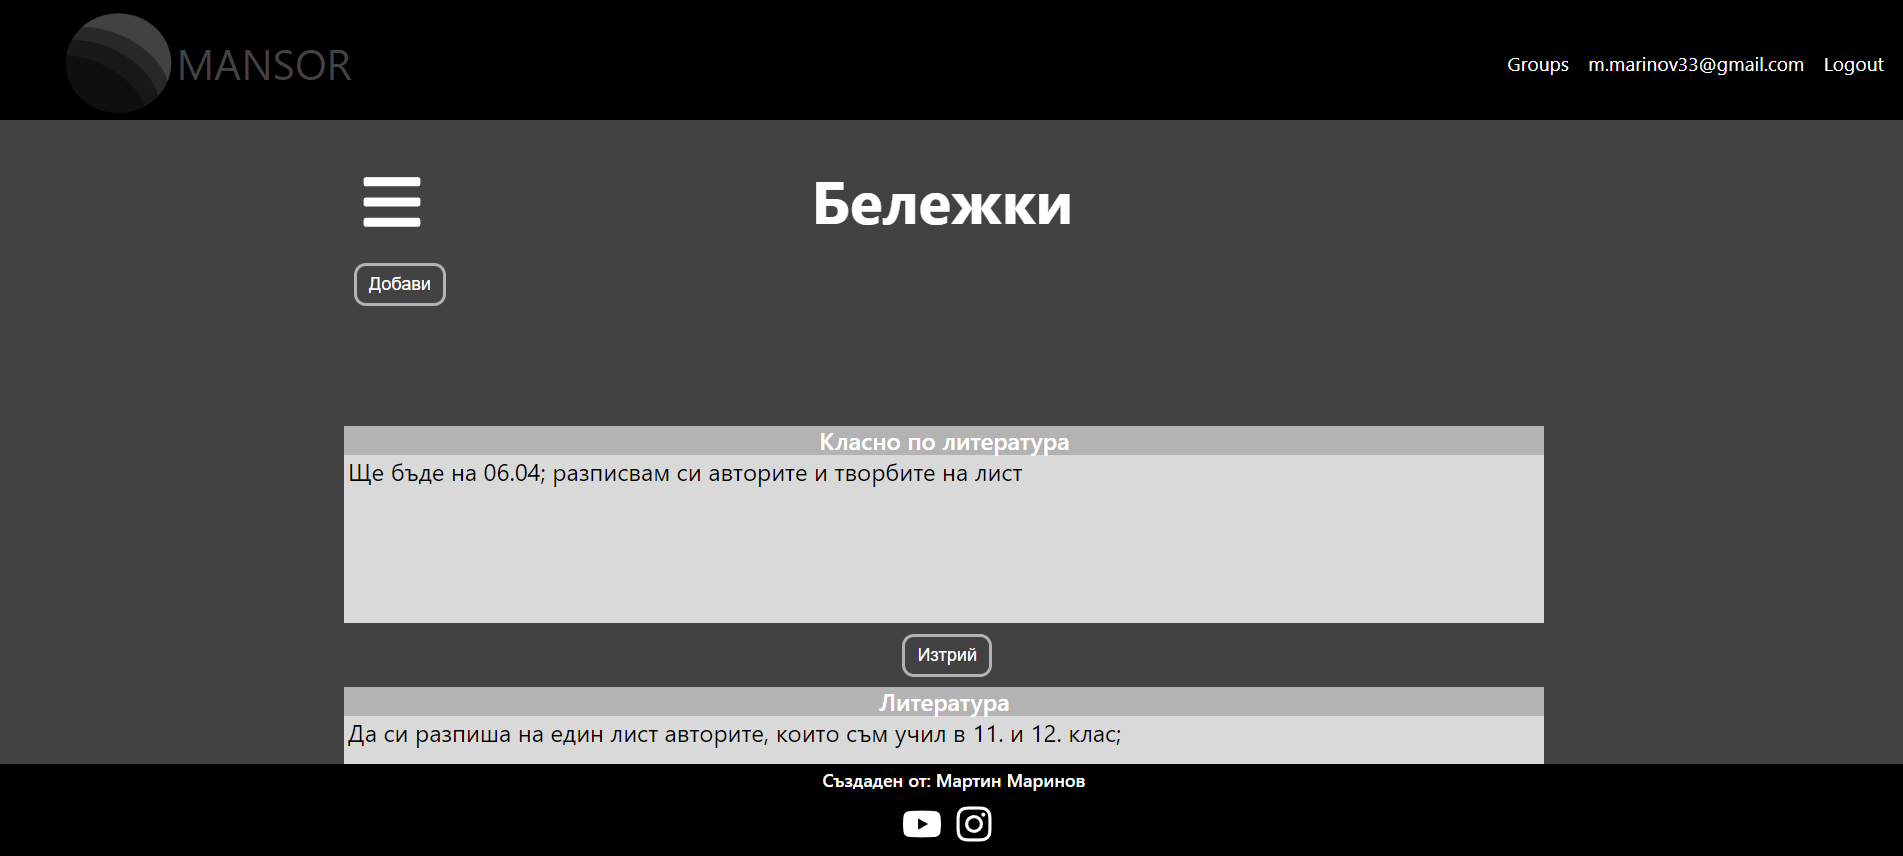 MANSOR
Groups m.marinov33@gmail.com Logout
Бележки
Добави
Класно по литература
Ще бъде на 06.04; разписвам си авторите и творбите на лист
Изтрий
Литература
Да си разпиша на един лист авторите, които съм учил в 11. и 12. клас;
Създаден от: Мартин Маринов